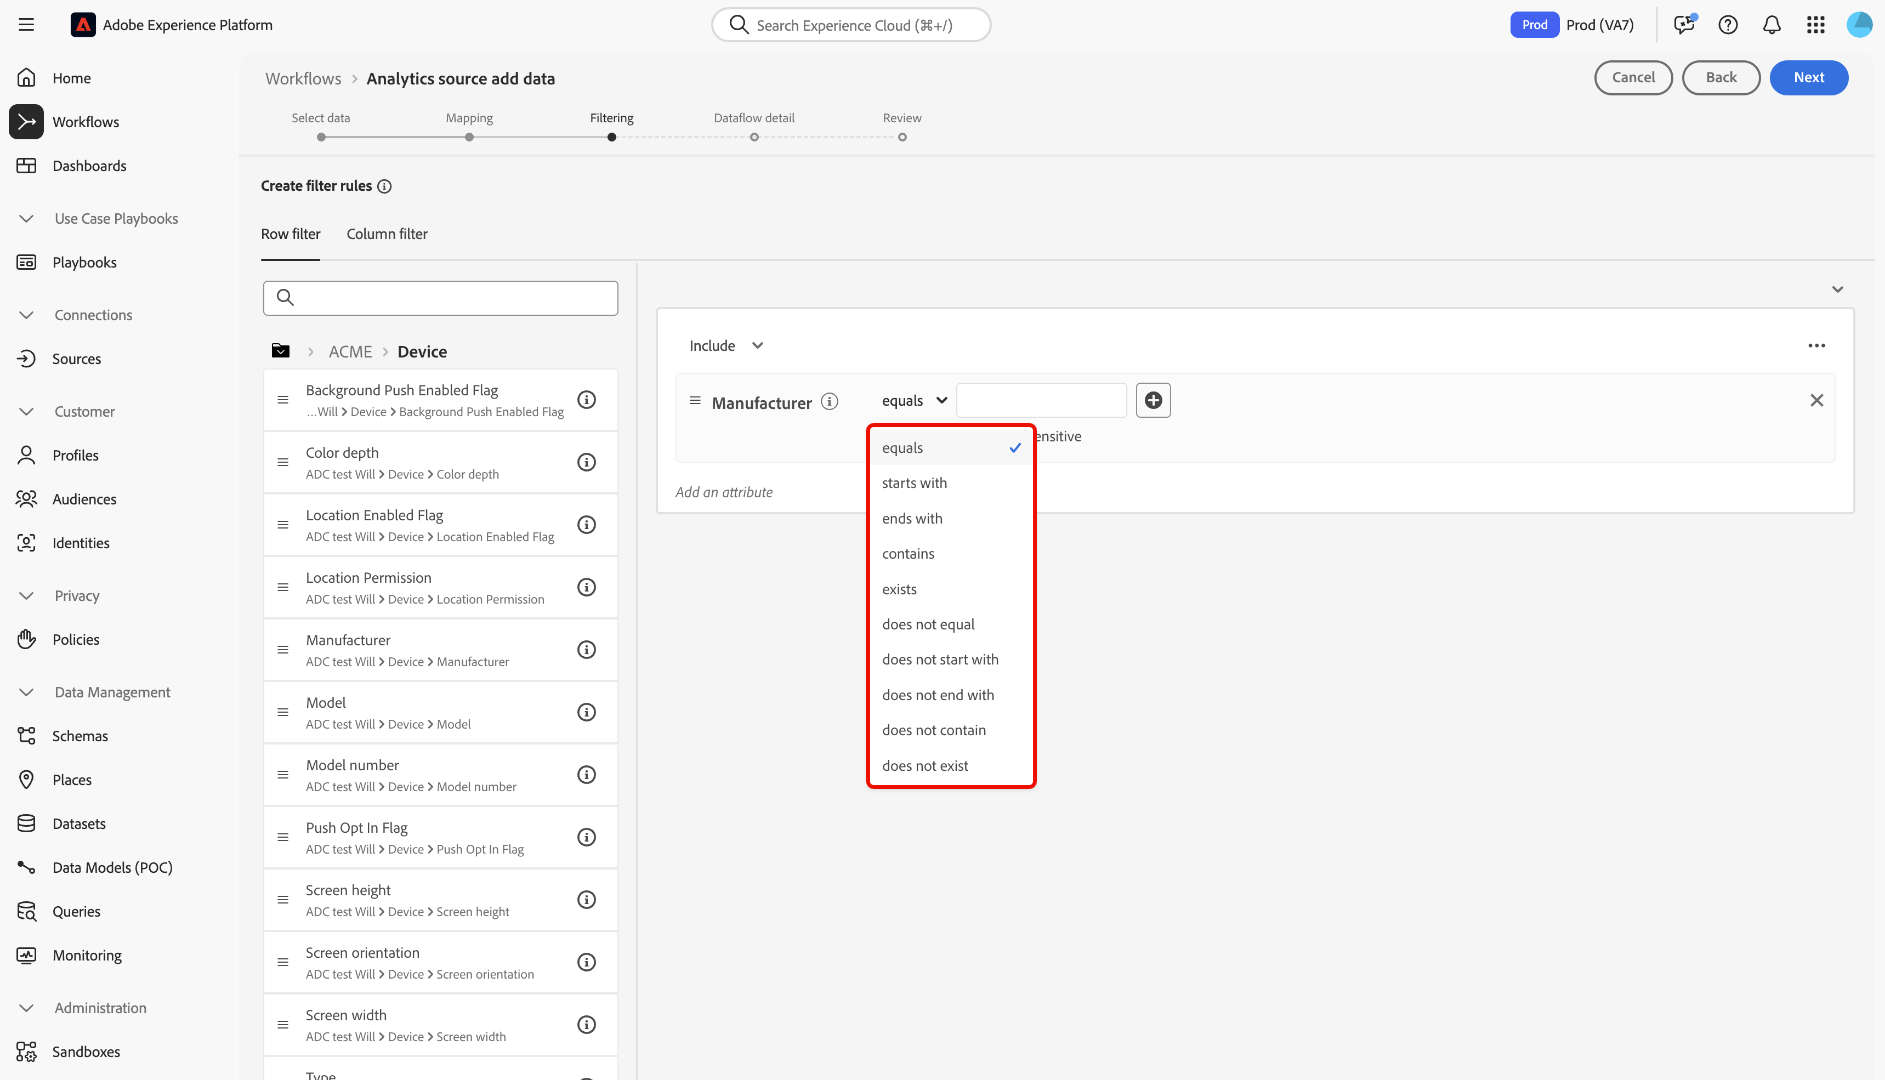 Adobe Experience Platform
Search Experience Cloud (⌘+/)
Prod
Prod (VA7)
Home
Workflows
Dashboards
Use Case Playbooks
Playbooks
Connections
Sources
Customer
Profiles
Audiences
Identities
Privacy
Policies
Data Management
Schemas
Places
Datasets
Data Models (POC)
Queries
Monitoring
Administration
Sandboxes
Workflows > Analytics source add data
Cancel
Back
Next
Select data
Mapping
Filtering
Dataflow detail
Review
Create filter rules
Row filter
Column filter
> ACME > Device
Background Push Enabled Flag
...Will > Device > Background Push Enabled Flag
Color depth
ADC test Will > Device > Color depth
Location Enabled Flag
ADC test Will > Device > Location Enabled Flag
Location Permission
ADC test Will > Device > Location Permission
Manufacturer
ADC test Will > Device > Manufacturer
Model
ADC test Will > Device > Model
Model number
ADC test Will > Device > Model number
Push Opt In Flag
ADC test Will > Device > Push Opt In Flag
Screen height
ADC test Will > Device > Screen height
Screen orientation
ADC test Will > Device > Screen orientation
Screen width
ADC test Will > Device > Screen width
Type
Include
Manufacturer
equals
ensitive
equals
starts with
ends with
contains
exists
does not equal
does not start with
does not end with
does not contain
does not exist
Add an attribute